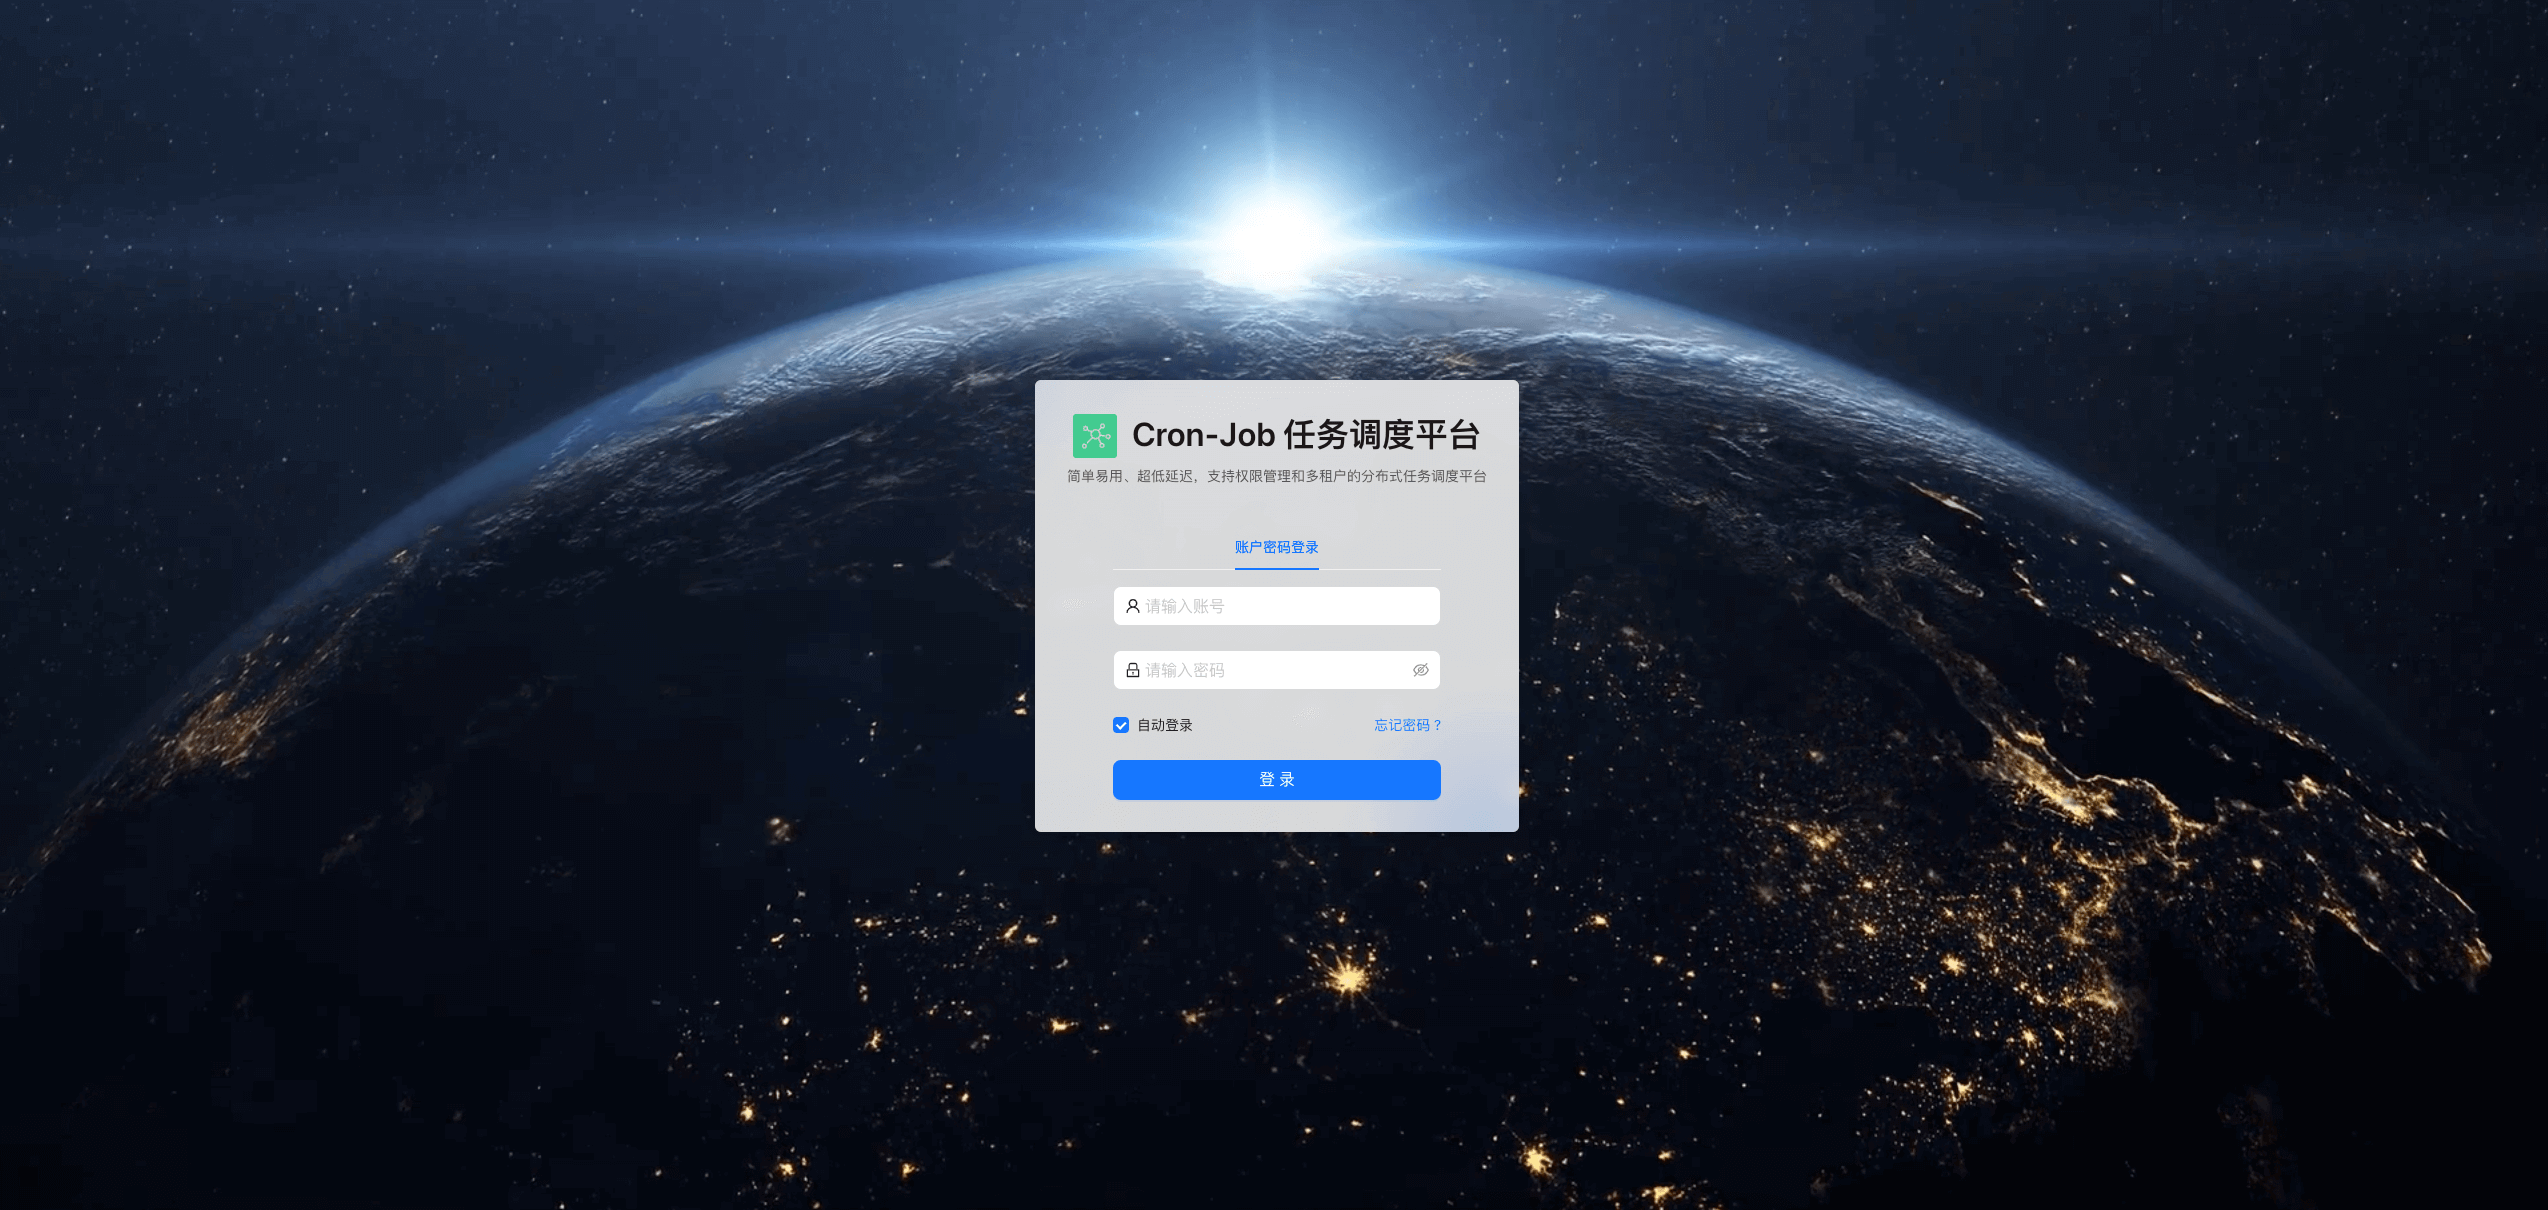 Cron-Job 任务调度平台
简单易用、超低延迟，支持权限管理和多租户的分布式任务调度平台
账户密码登录
请输入账号
请输入密码
自动登录 忘记密码 ?
登 录